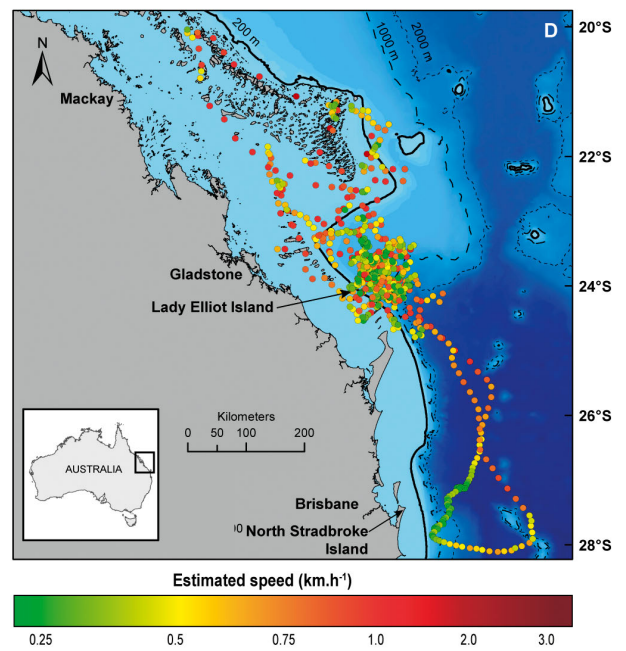 D
20°S
22°S
24°S
26°S
28°S
N
200 m
1000 m
2000 m
Mackay
Gladstone
Lady Elliot Island
Kilometers
0 50 100 200
AUSTRALIA
Brisbane
00 North Stradbroke
Island
Estimated speed (km.h⁻¹)
0.25 0.5 0.75 1.0 2.0 3.0